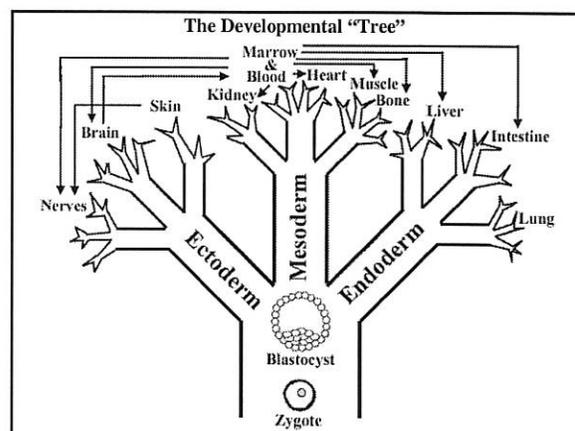 The Developmental “Tree”
Marrow
&
Blood
Heart
Kidney
Muscle
Bone
Skin
Liver
Brain
Intestine
Nerves
Lung
Ectoderm
Mesoderm
Endoderm
Blastocyst
Zygote